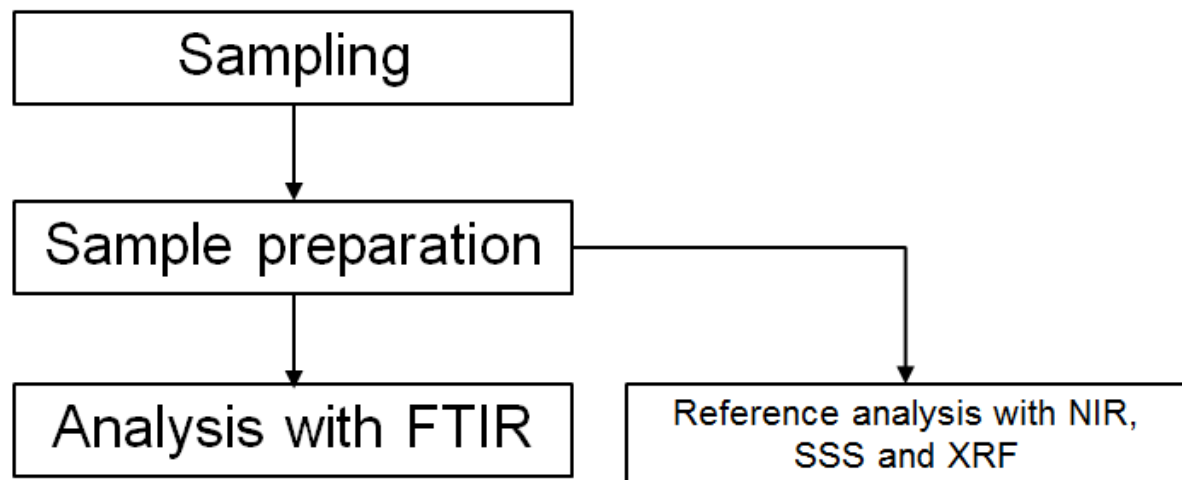 Sampling
Sample preparation
Analysis with FTIR
Reference analysis with NIR,
SSS and XRF